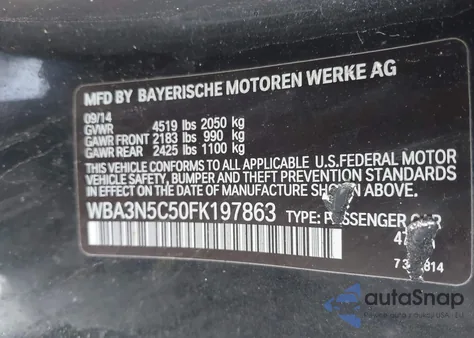 MFD BY BAYERISCHE MOTOREN WERKE AG
09/14
GVWR 4519 lbs 2050 kg
GAWR FRONT 2183 lbs 990 kg
GAWR REAR 2425 lbs 1100 kg
THIS VEHICLE CONFORMS TO ALL APPLICABLE U.S.FEDERAL MOTOR
VEHICLE SAFETY, BUMPER AND THEFT PREVENTION STANDARDS
IN EFFECT ON THE DATE OF MANUFACTURE SHOWN ABOVE.
WBA3N5C50FK197863 TYPE: PASSENGER CAR
autoSnap